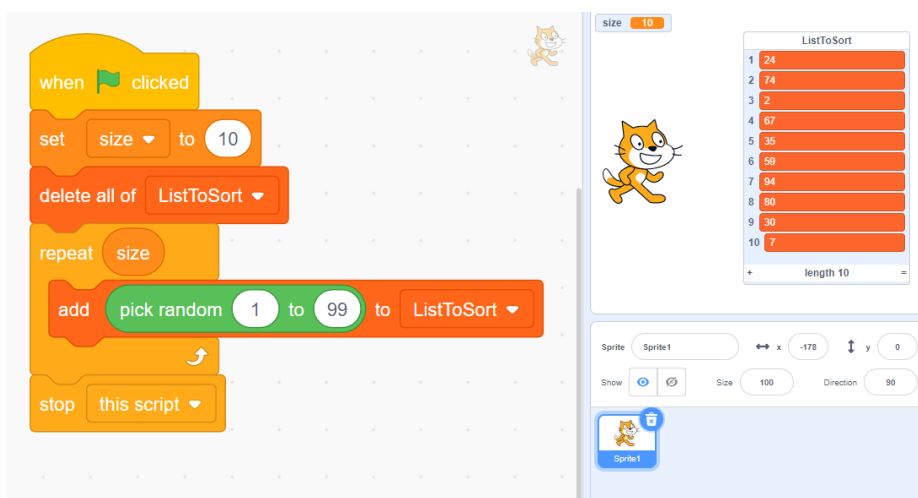 when clicked
set size to 10
delete all of ListToSort
repeat size
add pick random 1 to 99 to ListToSort
stop this script
size 10
ListToSort
1 24
2 74
3 2
4 67
5 35
6 59
7 94
8 80
9 30
10 7
+ length 10 =
Sprite Sprite1 x -178 y 0
Show Size 100 Direction 90
Sprite1